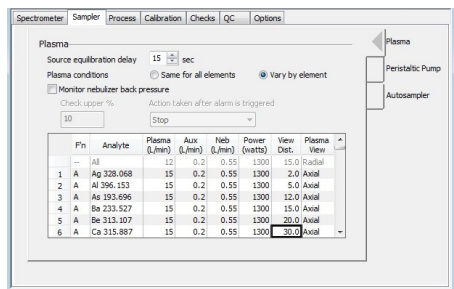 Spectrometer Sampler Process Calibration Checks QC Options
Plasma
Source equilibration delay 15 sec
Plasma conditions Same for all elements Vary by element
Monitor nebulizer back pressure
Check upper % Action taken after alarm is triggered
10 Stop
F'n Analyte Plasma (L/min) Aux (L/min) Neb (L/min) Power (watts) View Dist. Plasma View
-- All 12 0.2 0.55 1300 15.0 Radial
1 A Ag 328.068 15 0.2 0.55 1300 2.0 Axial
2 A Al 396.153 15 0.2 0.55 1300 5.0 Axial
3 A As 193.696 15 0.2 0.55 1300 12.0 Axial
4 A Ba 233.527 15 0.2 0.55 1300 15.0 Axial
5 A Be 313.107 15 0.2 0.55 1300 20.0 Axial
6 A Ca 315.887 15 0.2 0.55 1300 30.0 Axial
Plasma
Peristaltic Pump
Autosampler